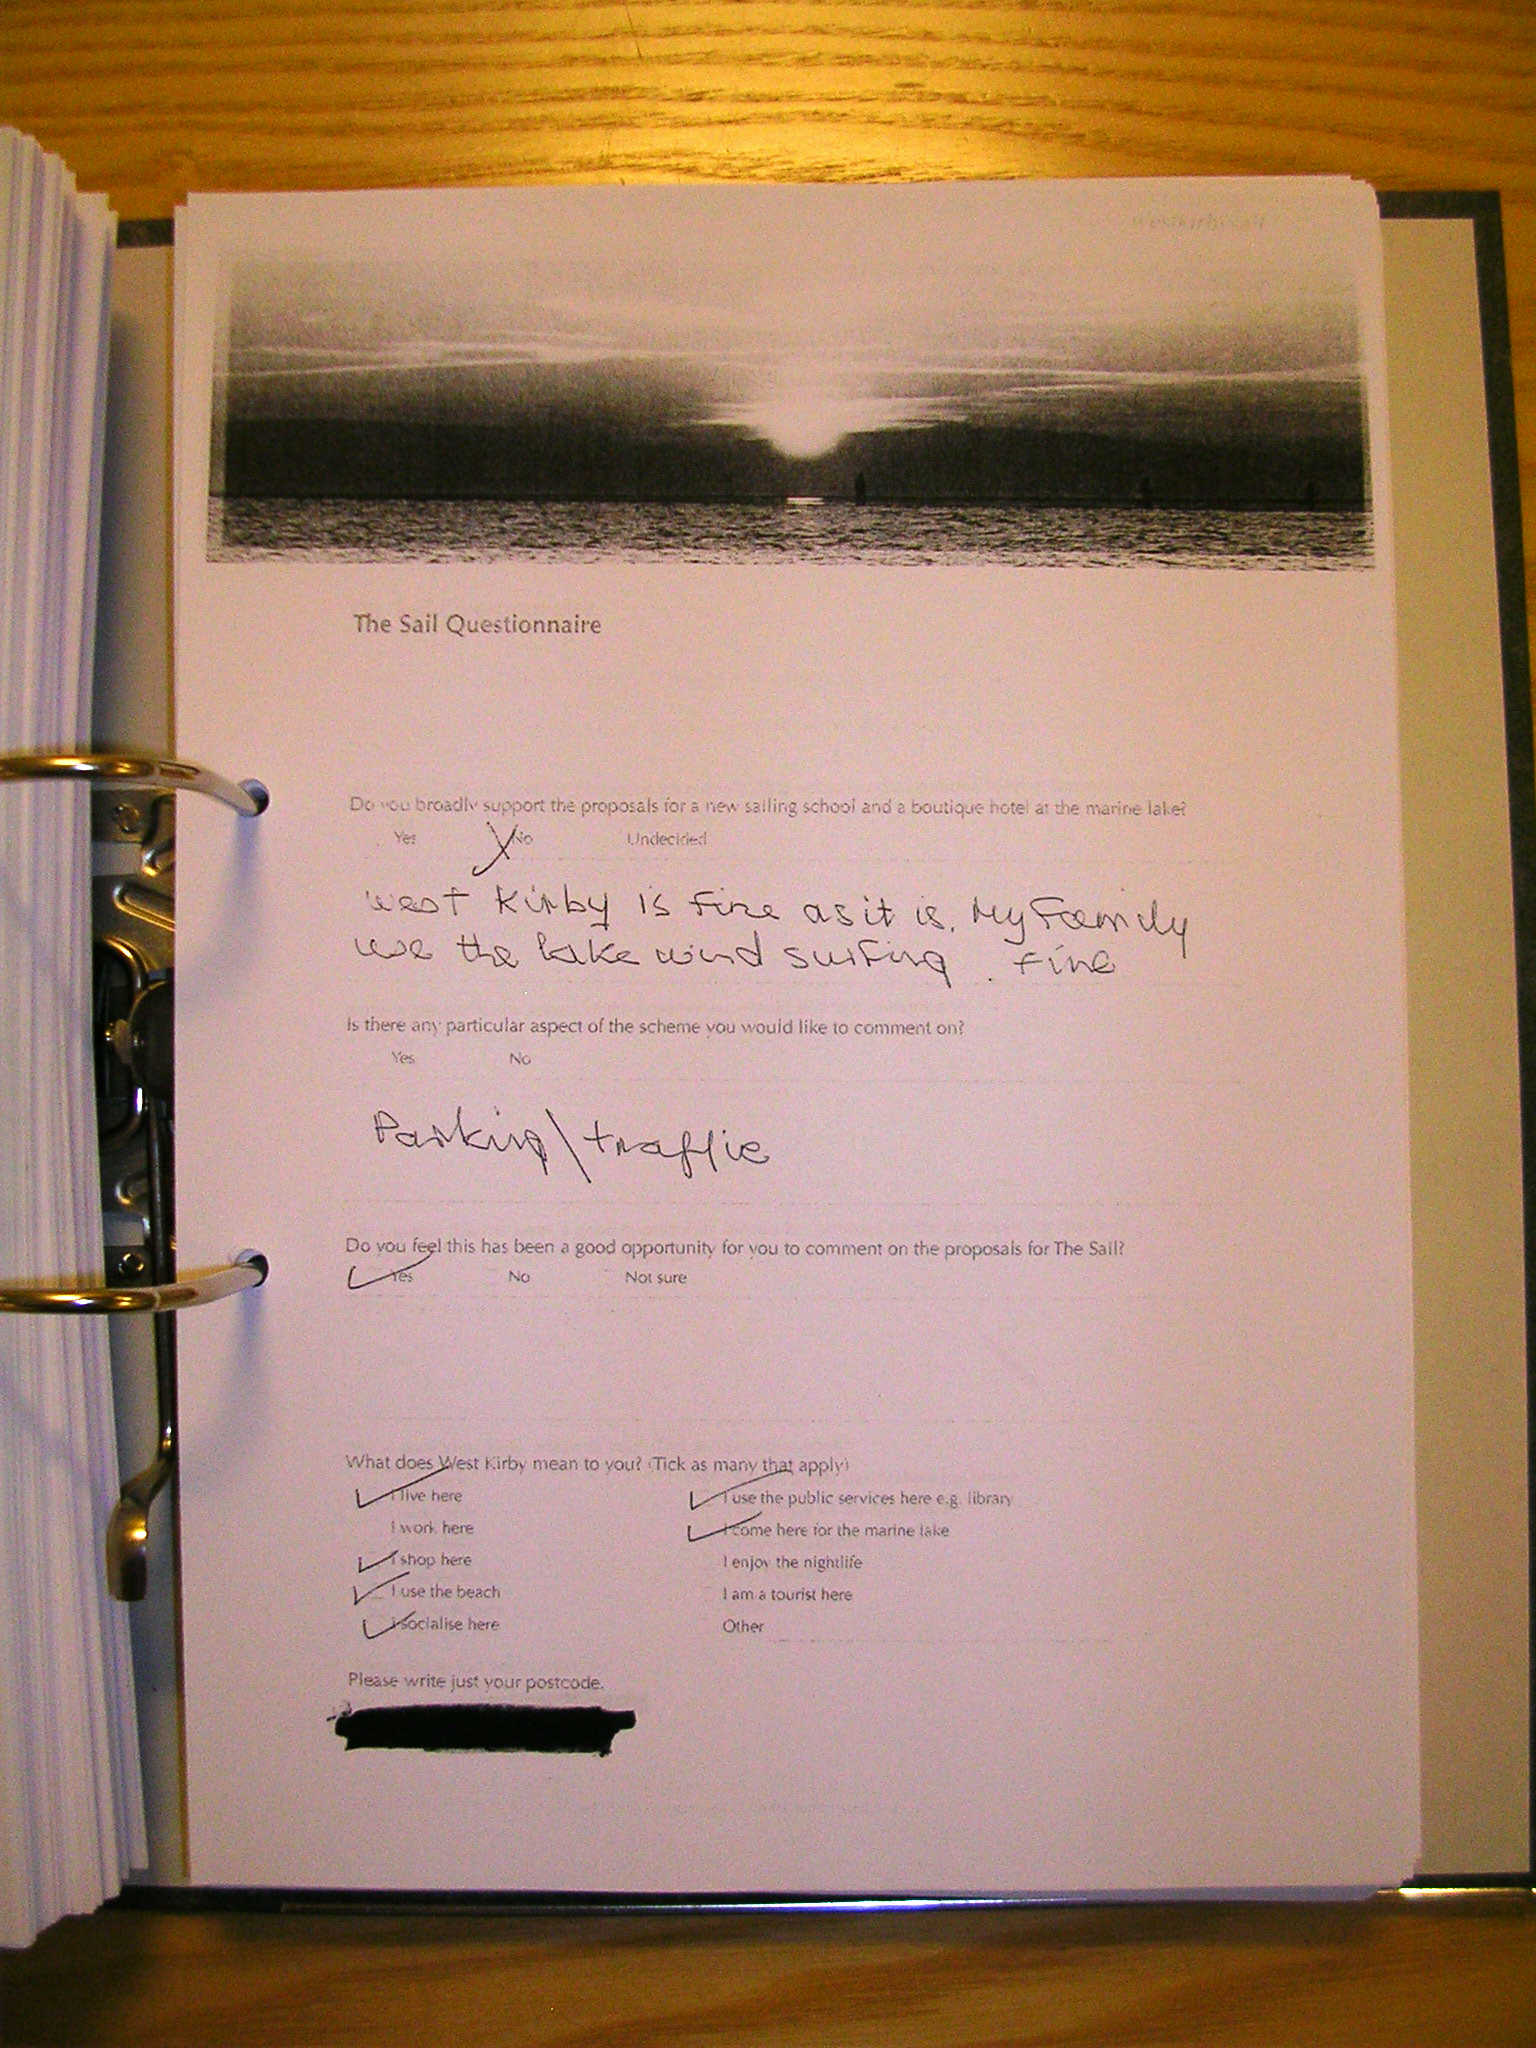 The Sail Questionnaire
Do you broadly support the proposals for a new sailing school and a boutique hotel at the marine lake?
Yes No Undecided
West Kirby is fine as it is. My Family
use the lake wind surfing. fine
Is there any particular aspect of the scheme you would like to comment on?
Yes No
Parking\traffic
Do you feel this has been a good opportunity for you to comment on the proposals for The Sail?
Yes No Not sure
What does West Kirby mean to you? (Tick as many that apply)
I live here I use the public services here e.g. library
I work here I come here for the marine lake
I shop here I enjoy the nightlife
I use the beach I am a tourist here
I socialise here Other
Please write just your postcode.